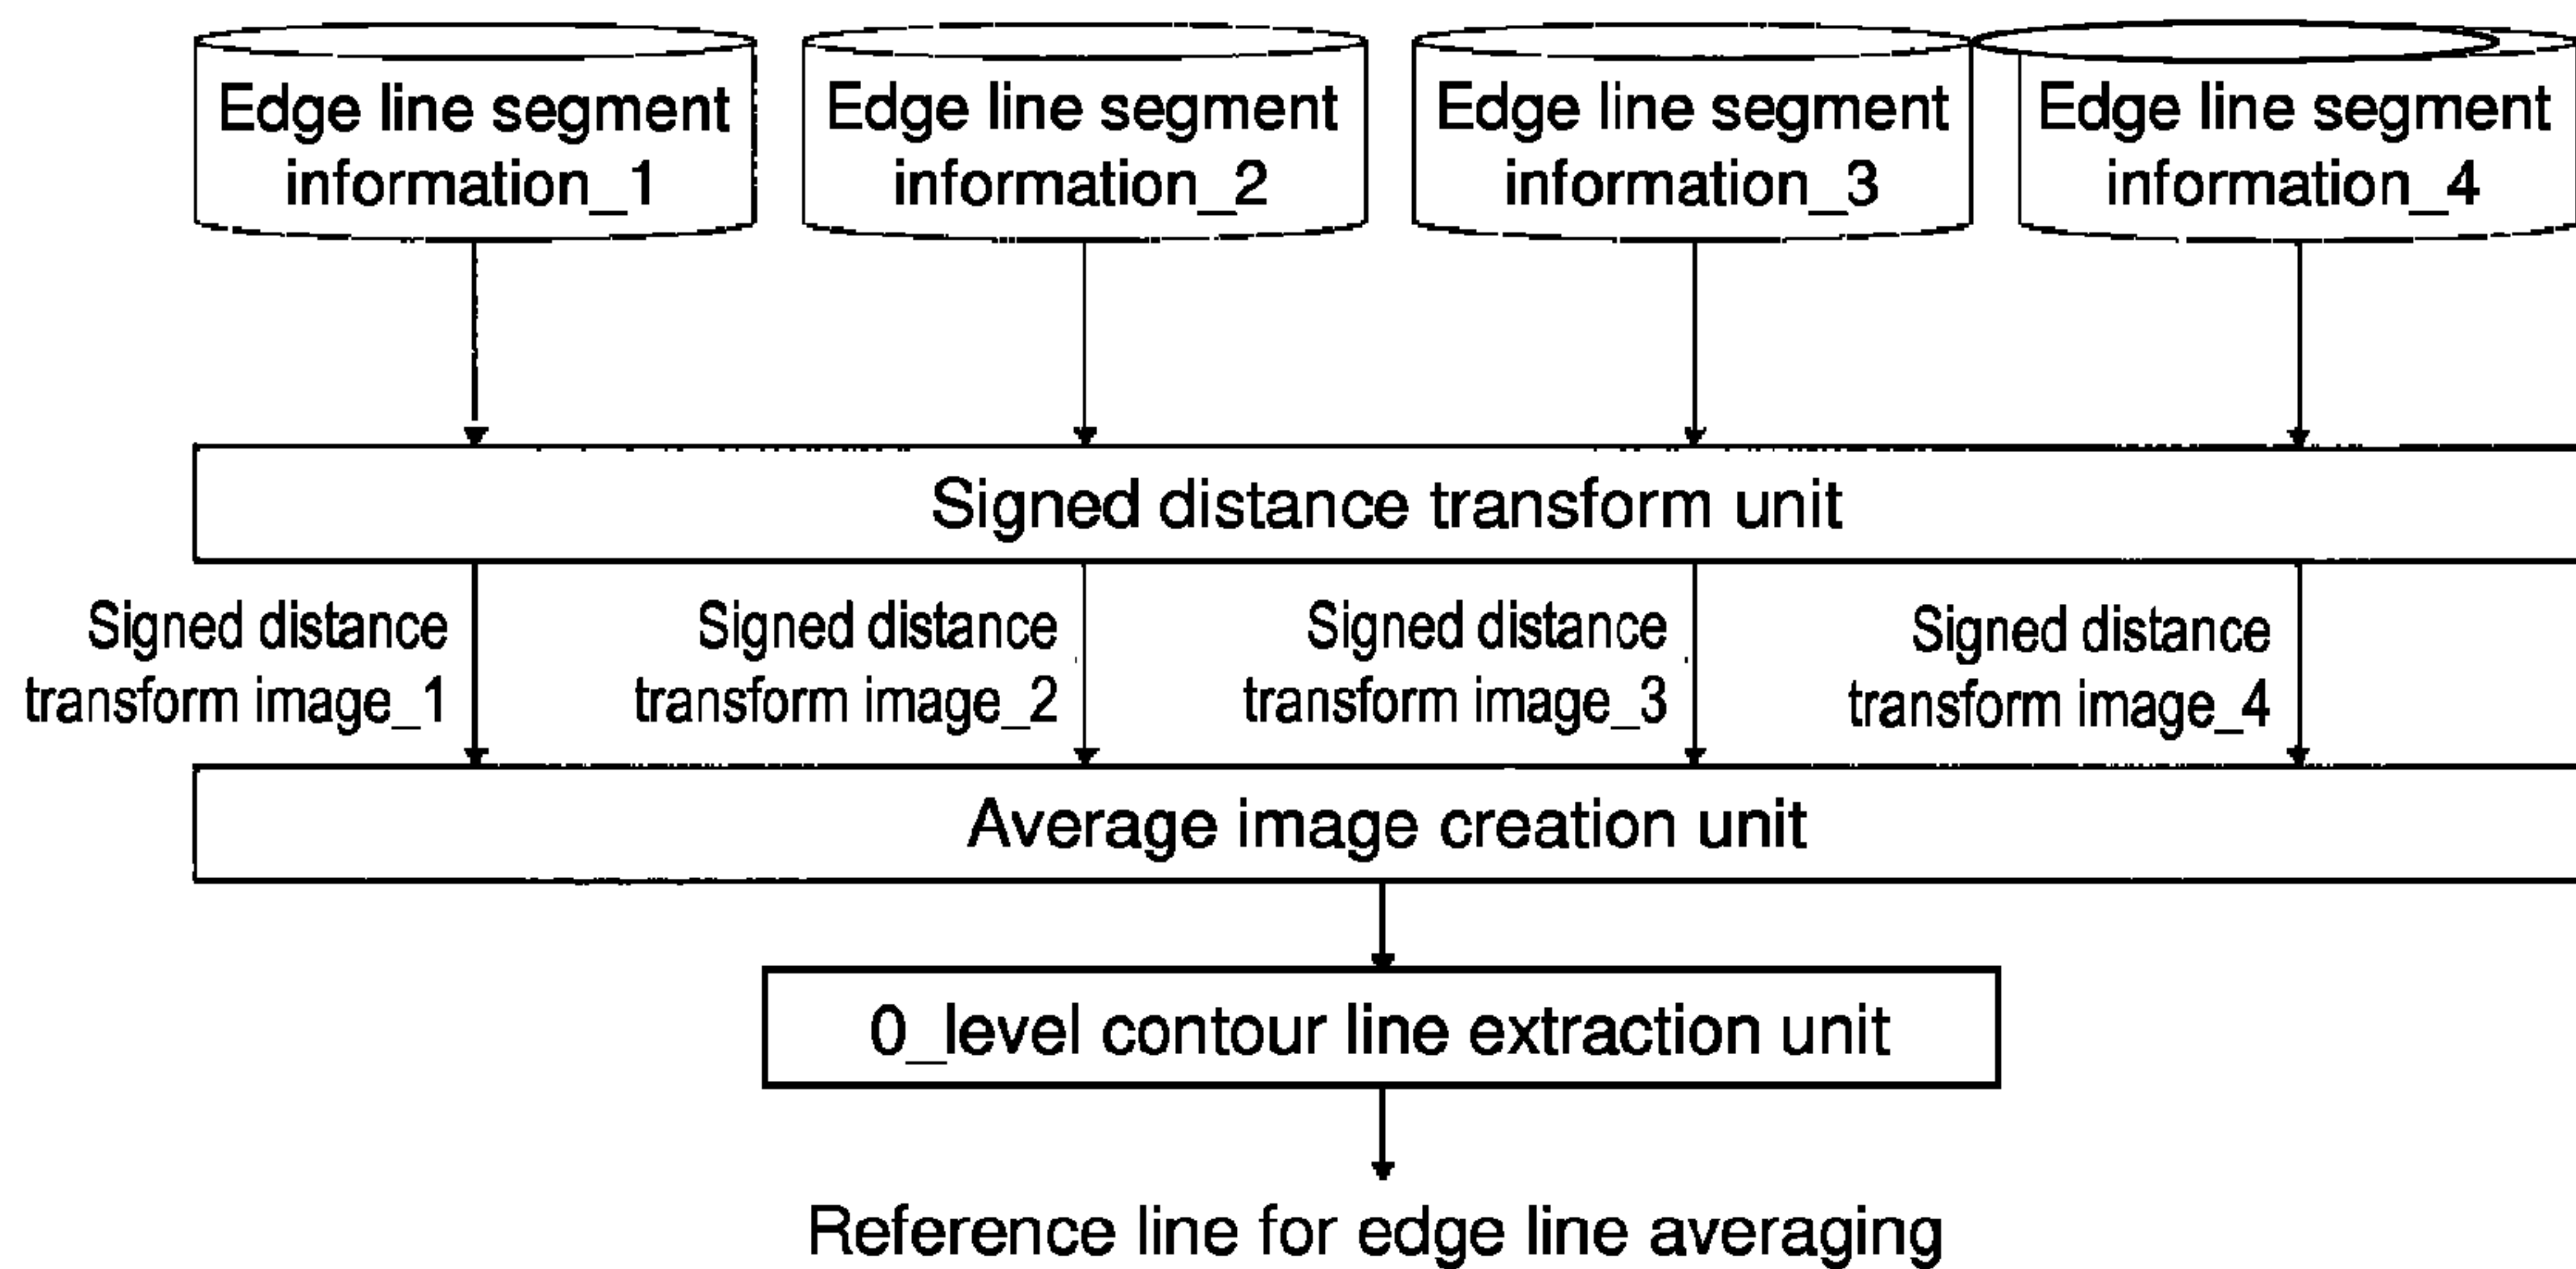 Edge line segment
information_1
Edge line segment
information_2
Edge line segment
information_3
Edge line segment
information_4
Signed distance transform unit
Signed distance
transform image_1
Signed distance
transform image_2
Signed distance
transform image_3
Signed distance
transform image_4
Average image creation unit
0_level contour line extraction unit
Reference line for edge line averaging